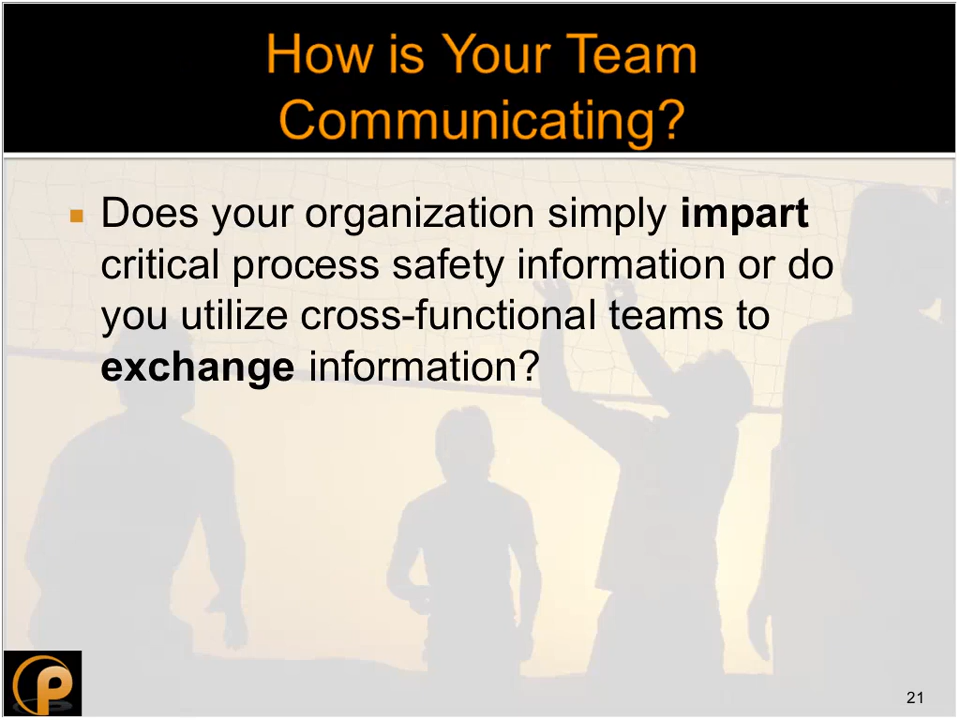 How is Your Team
Communicating?
Does your organization simply impart
critical process safety information or do
you utilize cross-functional teams to
exchange information?
P
21